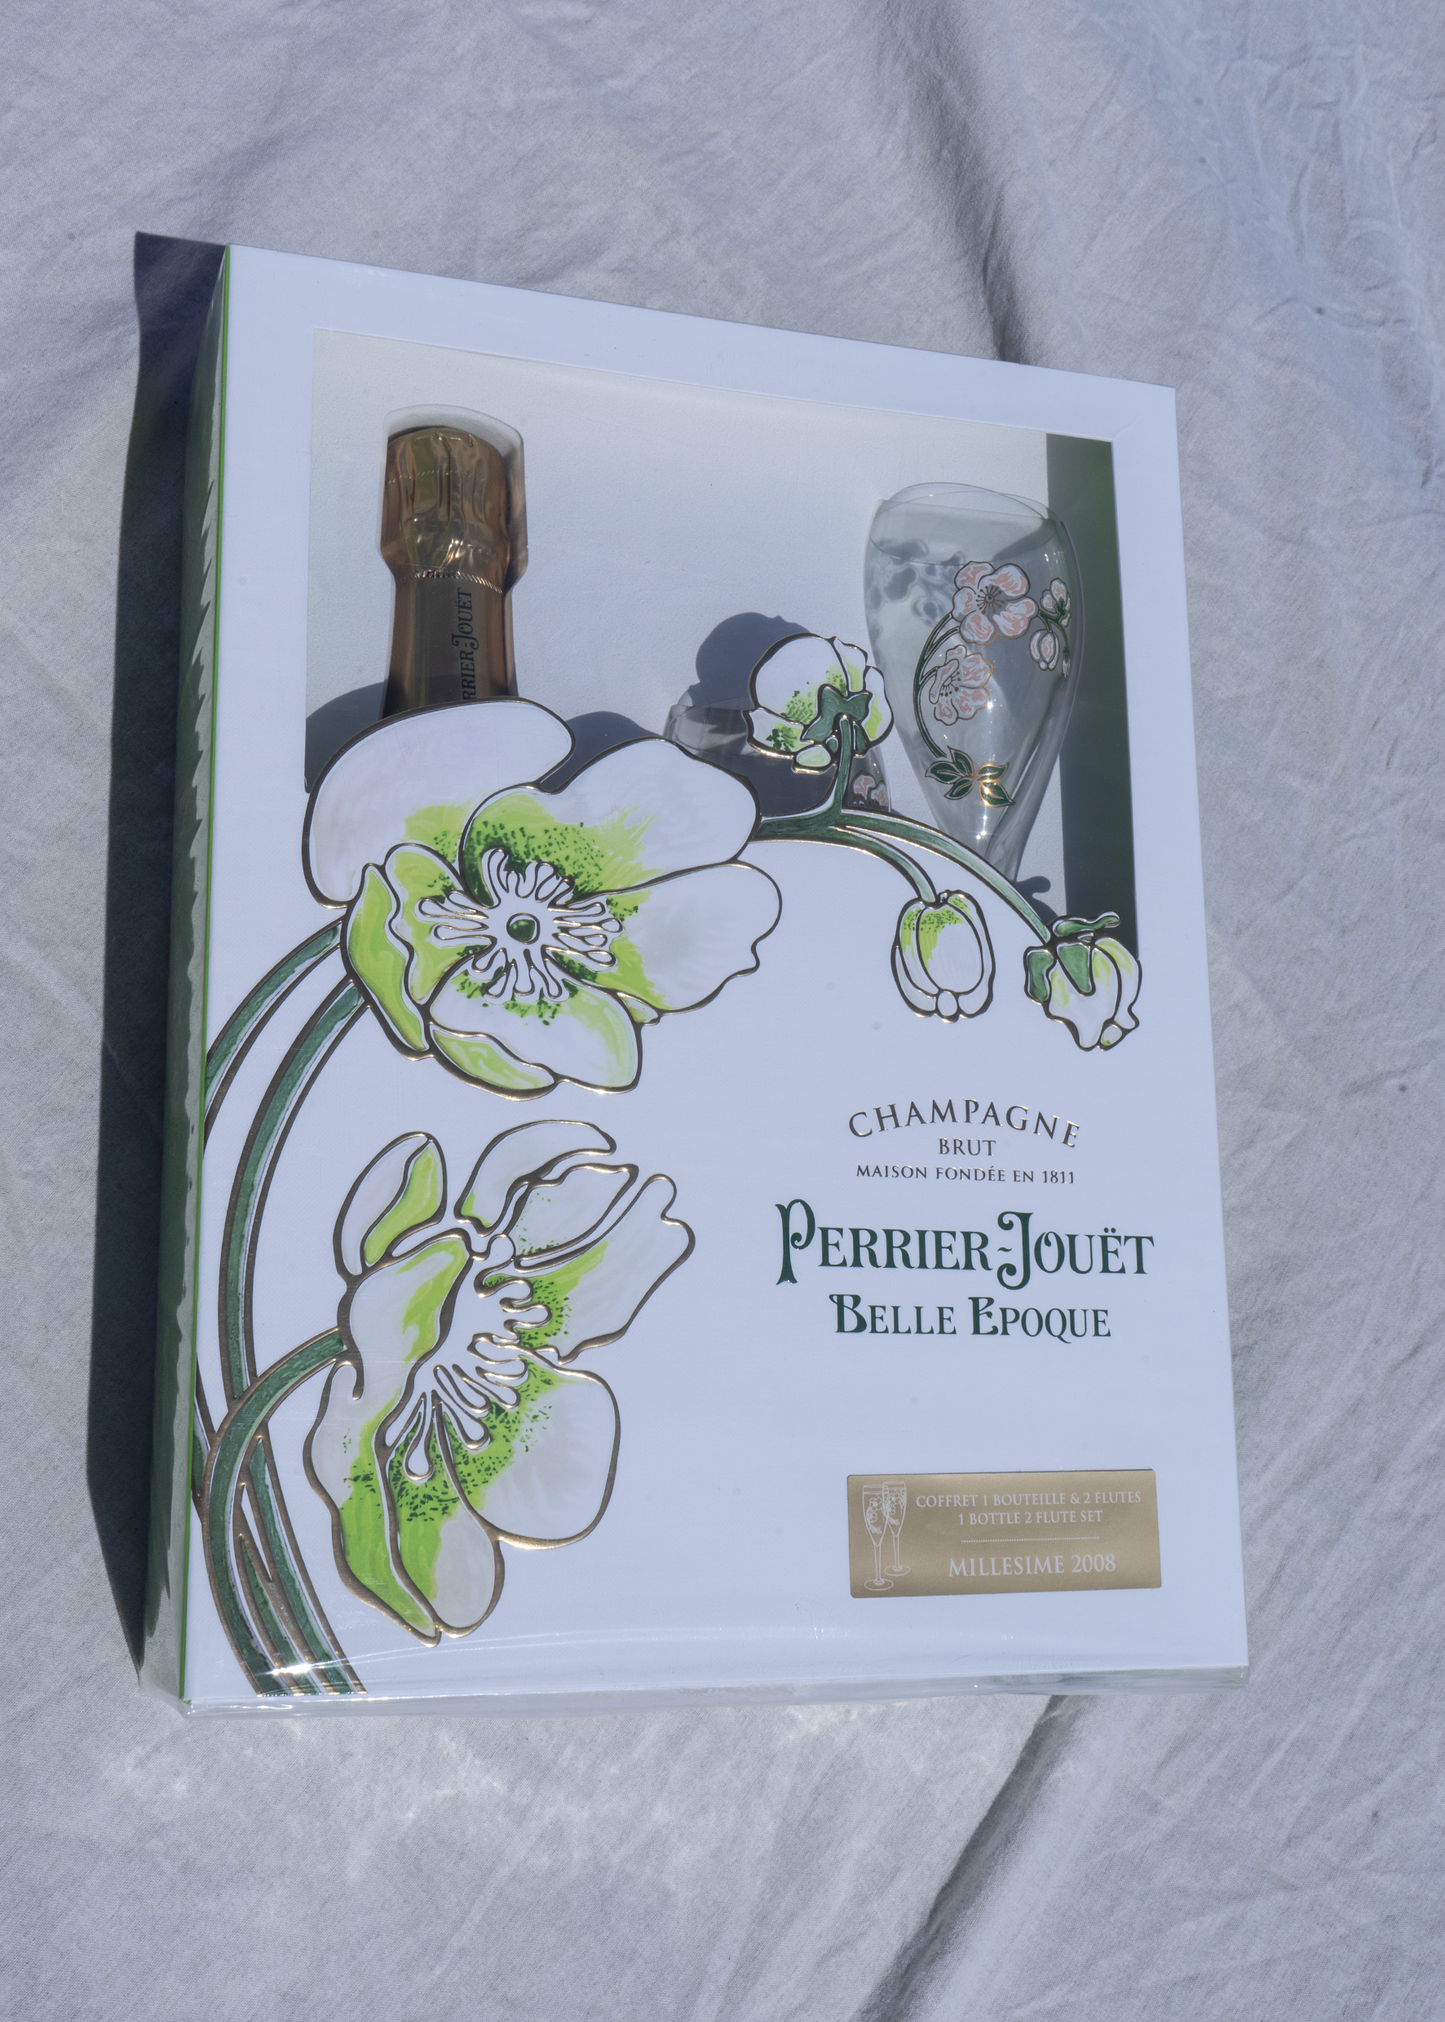 RRIER-JOUËT
CHAMPAGNE
BRUT
MAISON FONDÉE EN 1811
PERRIER-JOUËT
BELLE EPOQUE
COFFRET 1 BOUTEILLE & 2 FLUTES
1 BOTTLE 2 FLUTE SET
MILLESIME 2008